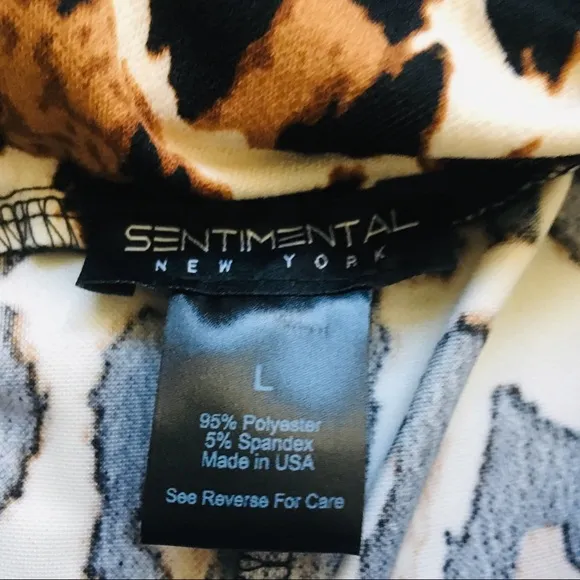 SENTIMENTAL
NEW YORK
L
95% Polyester
5% Spandex
Made in USA
See Reverse For Care